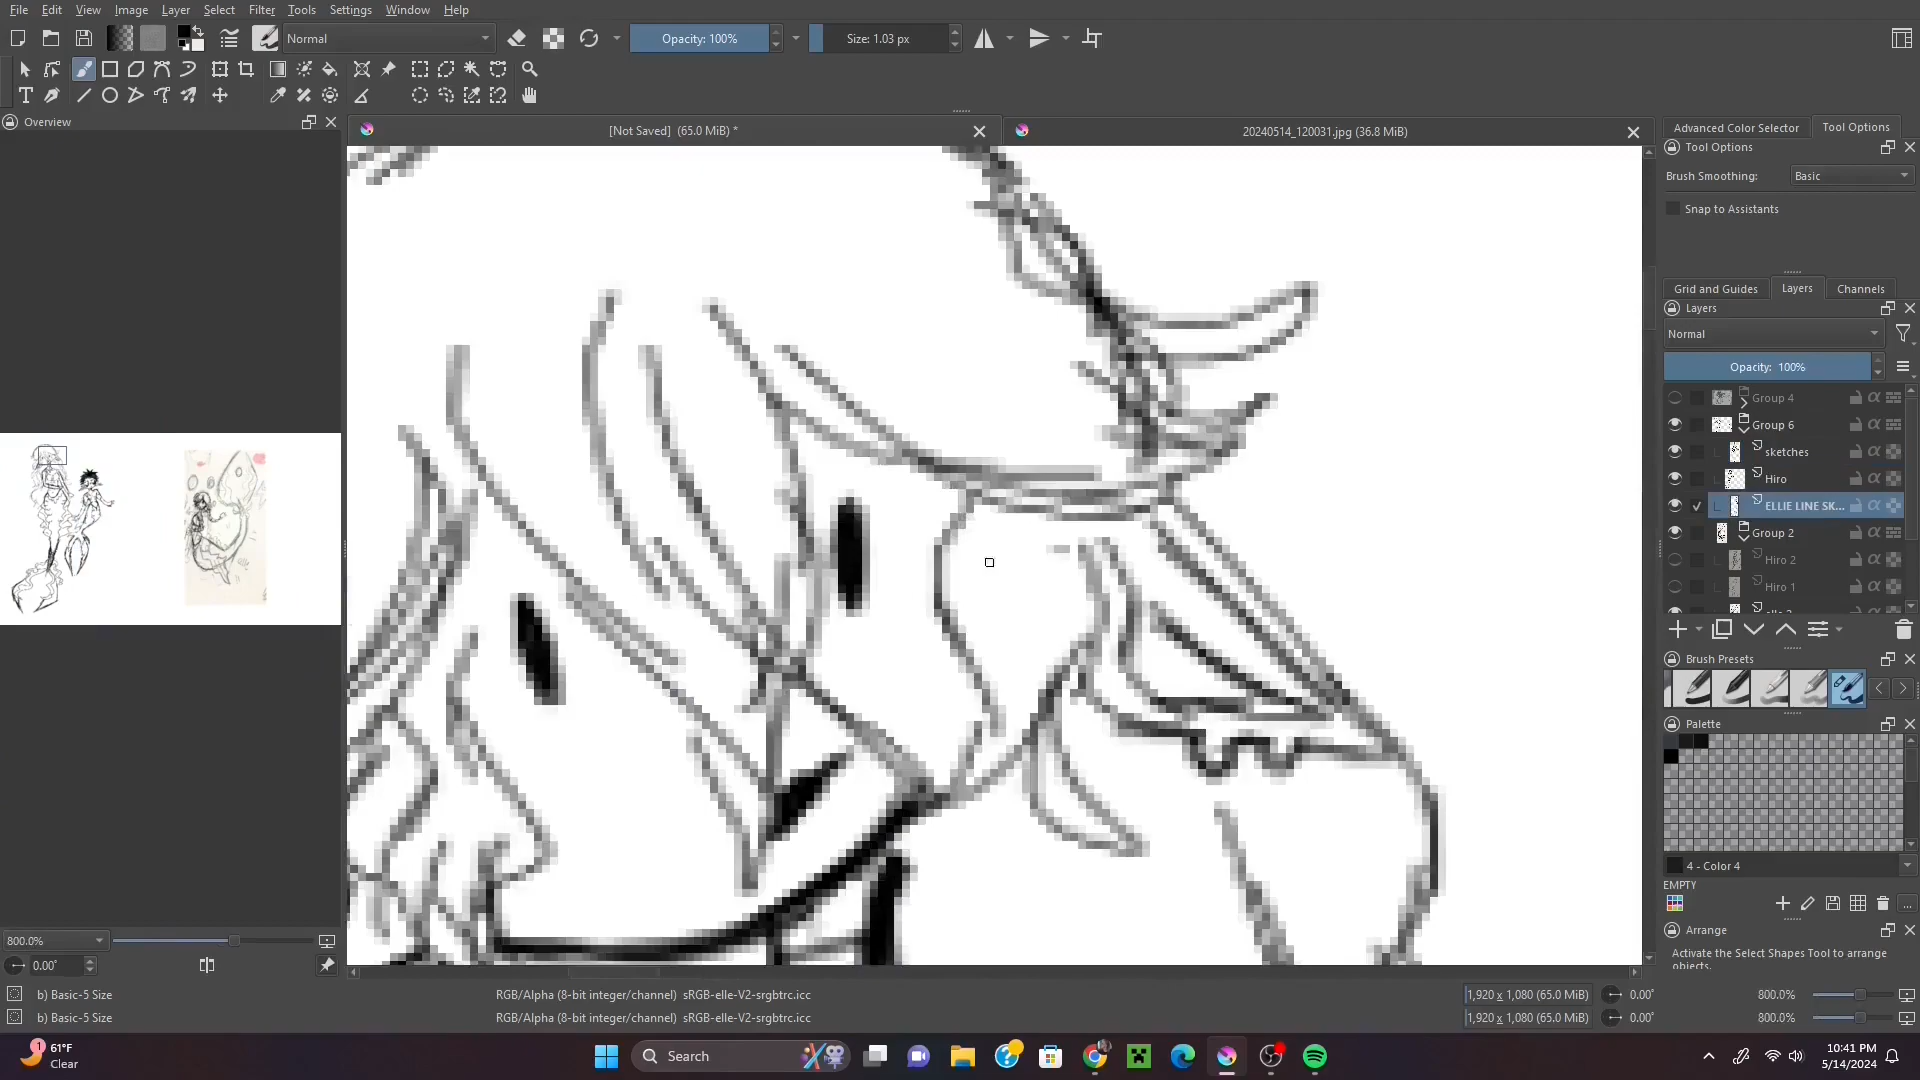 File Edit View Image Layer Select Filter Tools Settings Window Help
Normal Opacity: 100% Size: 1.03 px
Overview
[Not Saved] (65.0 MiB) *
20240514_120031.jpg (36.8 MiB)
Advanced Color Selector Tool Options
Tool Options
Brush Smoothing: Basic
Snap to Assistants
Grid and Guides Layers Channels
Layers
Normal
Opacity: 100%
Group 4
Group 6
sketches
Hiro
ELLIE LINE SK...
Group 2
Hiro 2
Hiro 1
Brush Presets
Palette
4 - Color 4
EMPTY
...
Arrange
Activate the Select Shapes Tool to arrange
objects.
800.0%
0.00°
b) Basic-5 Size RGB/Alpha (8-bit integer/channel) sRGB-elle-V2-srgbtrc.icc 1,920 x 1,080 (65.0 MiB) 0.00° 800.0%
b) Basic-5 Size RGB/Alpha (8-bit integer/channel) sRGB-elle-V2-srgbtrc.icc 1,920 x 1,080 (65.0 MiB) 0.00° 800.0%
1 61°F
Clear
Search
10:41 PM
5/14/2024